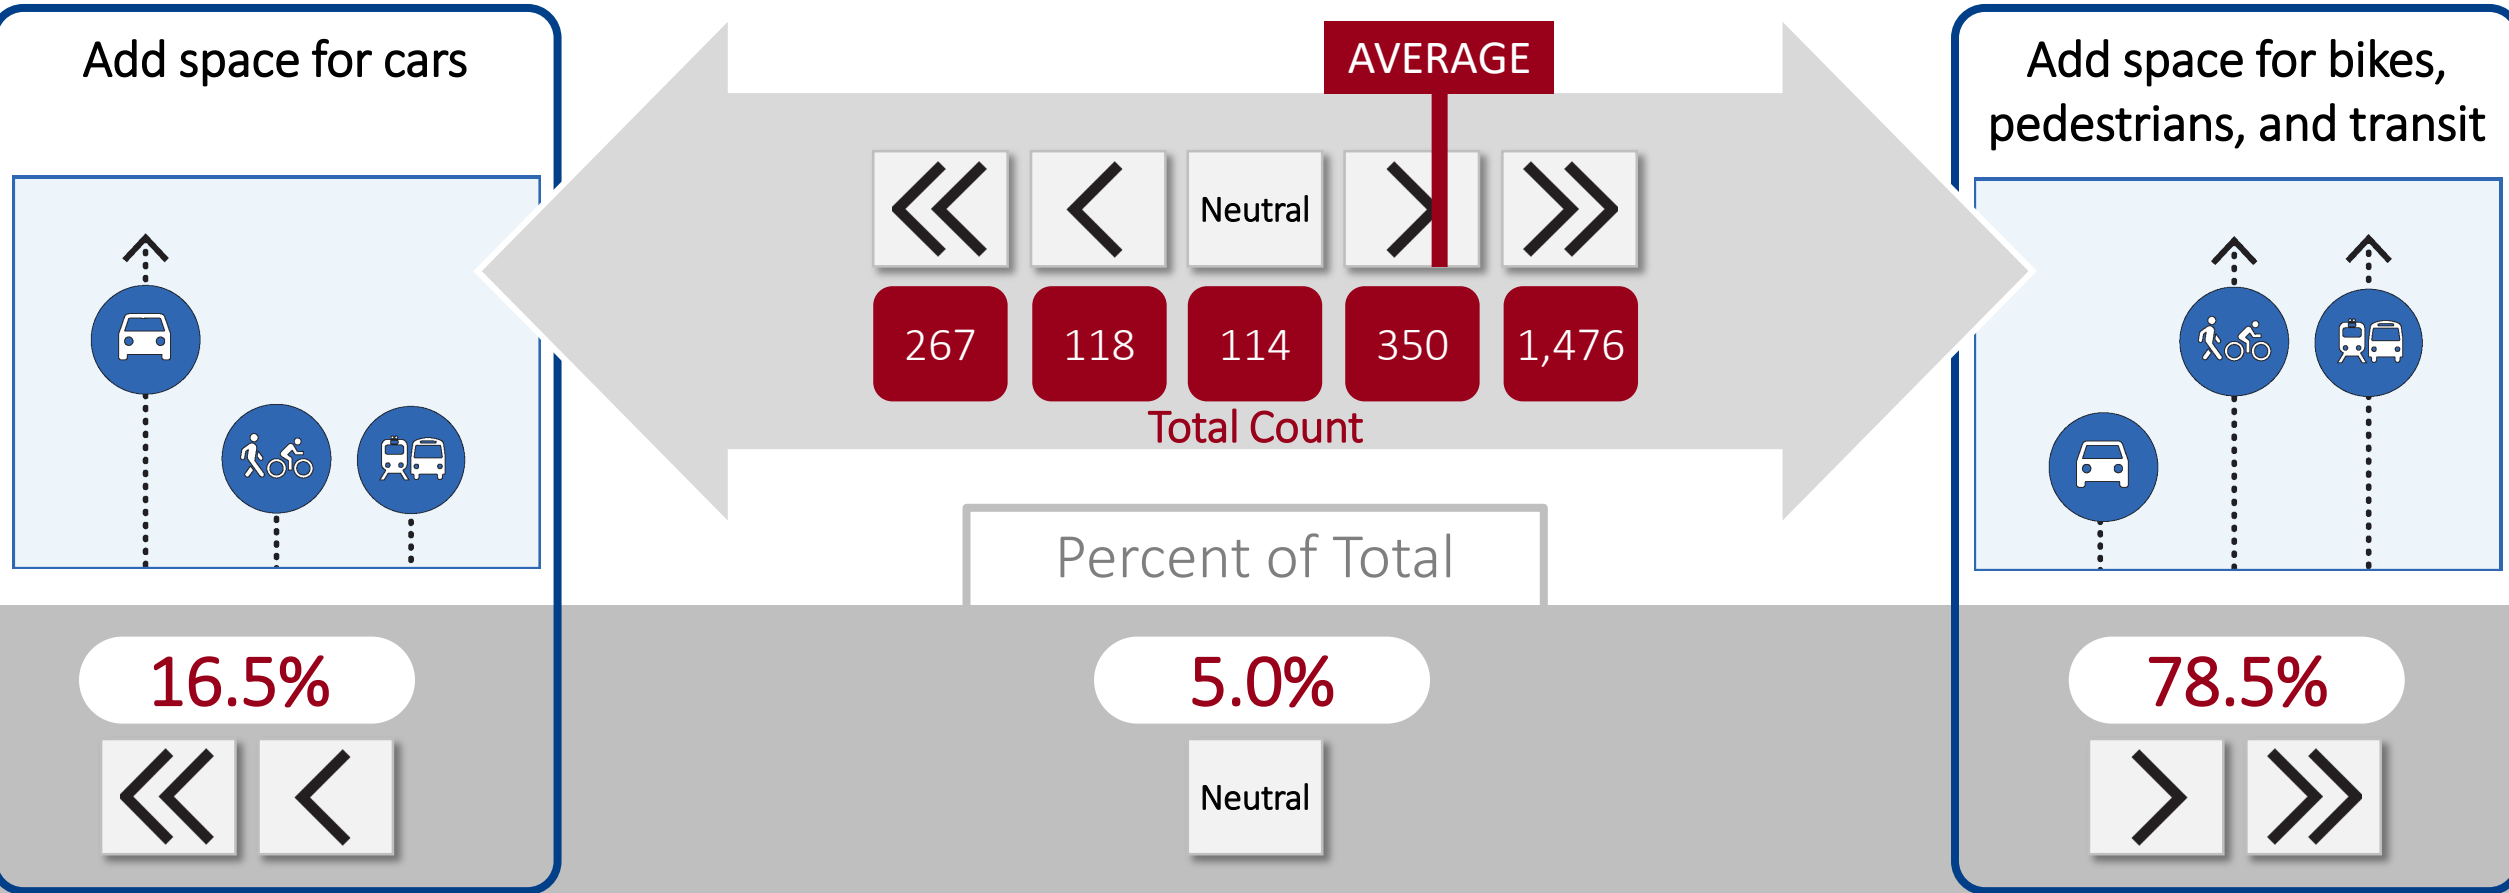 Add space for cars
AVERAGE
Add space for bikes,
pedestrians, and transit
Neutral
267 118 114 350 1,476
Total Count
Percent of Total
16.5% 5.0% 78.5%
Neutral